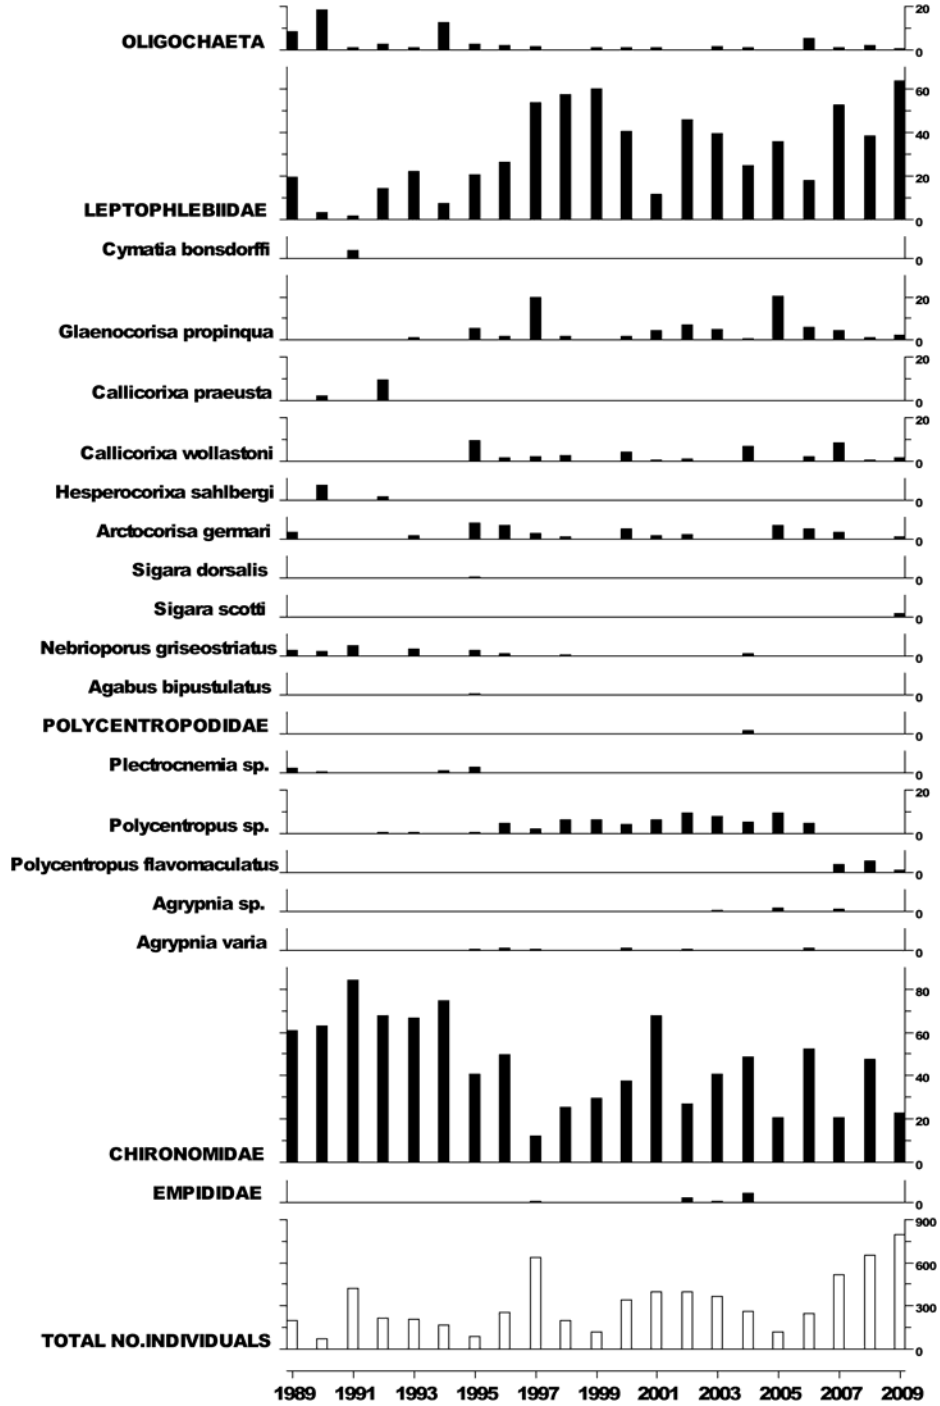 20
OLIGOCHAETA
0
60
40
20
LEPTOPHLEBIIDAE
0
Cymatia bonsdorffi
0
20
Glaenocorisa propinqua
0
20
Callicorixa praeusta
0
20
Callicorixa wollastoni
0
Hesperocorixa sahlbergi
0
Arctocorisa germari
0
Sigara dorsalis
0
Sigara scotti
0
Nebrioporus griseostriatus
0
Agabus bipustulatus
0
POLYCENTROPODIDAE
0
Plectrocnemia sp.
0
20
Polycentropus sp.
0
Polycentropus flavomaculatus
0
Agrypnia sp.
0
Agrypnia varia
0
80
60
40
20
CHIRONOMIDAE
0
EMPIDIDAE
0
900
600
300
TOTAL NO.INDIVIDUALS
0
1989 1991 1993 1995 1997 1999 2001 2003 2005 2007 2009